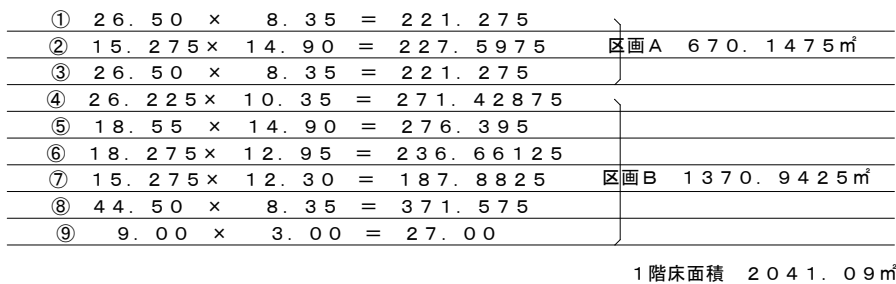 ① 26.50 × 8.35 = 221.275
② 15.275× 14.90 = 227.5975 区画A 670.1475㎡
③ 26.50 × 8.35 = 221.275
④ 26.225× 10.35 = 271.42875
⑤ 18.55 × 14.90 = 276.395
⑥ 18.275× 12.95 = 236.66125
⑦ 15.275× 12.30 = 187.8825 区画B 1370.9425㎡
⑧ 44.50 × 8.35 = 371.575
⑨ 9.00 × 3.00 = 27.00
1階床面積 2041.09㎡